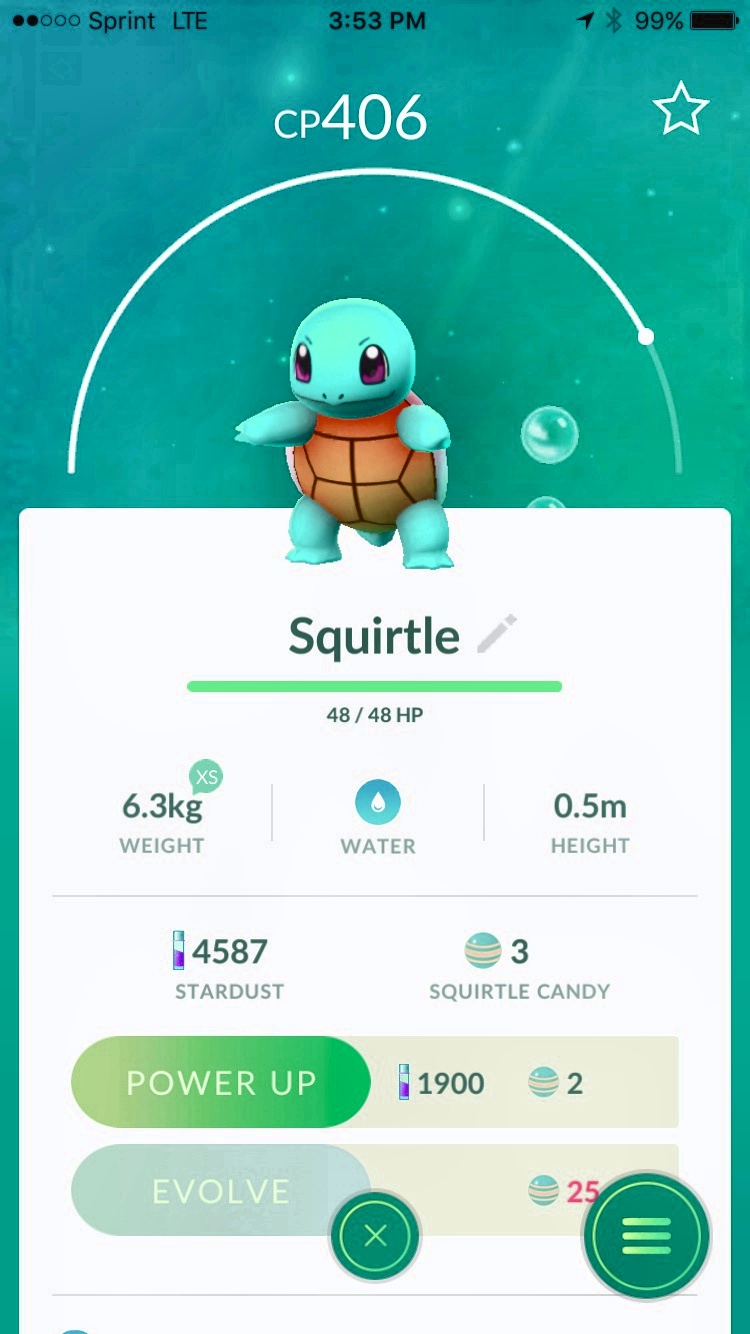 Sprint LTE 3:53 PM 99%
CP406
Squirtle
48 / 48 HP
XS
6.3kg 0.5m
WEIGHT WATER HEIGHT
4587 3
STARDUST SQUIRTLE CANDY
POWER UP 1900 2
EVOLVE 25